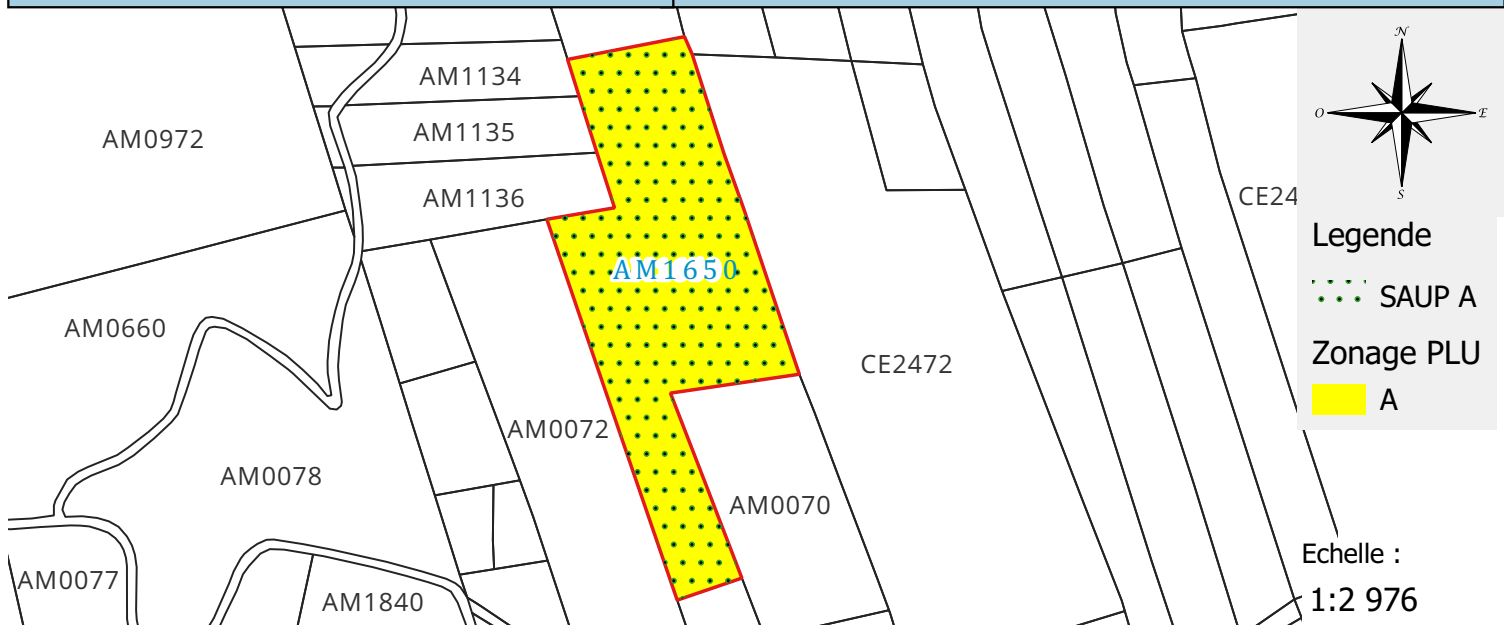 AM1134
AM0972
AM1135
AM1136
AM1650
AM0660
AM0072
CE2472
AM0078
AM0070
AM0077
AM1840
CE24
N
O
E
S
Legende
SAUP A
Zonage PLU
A
Echelle :
1:2 976